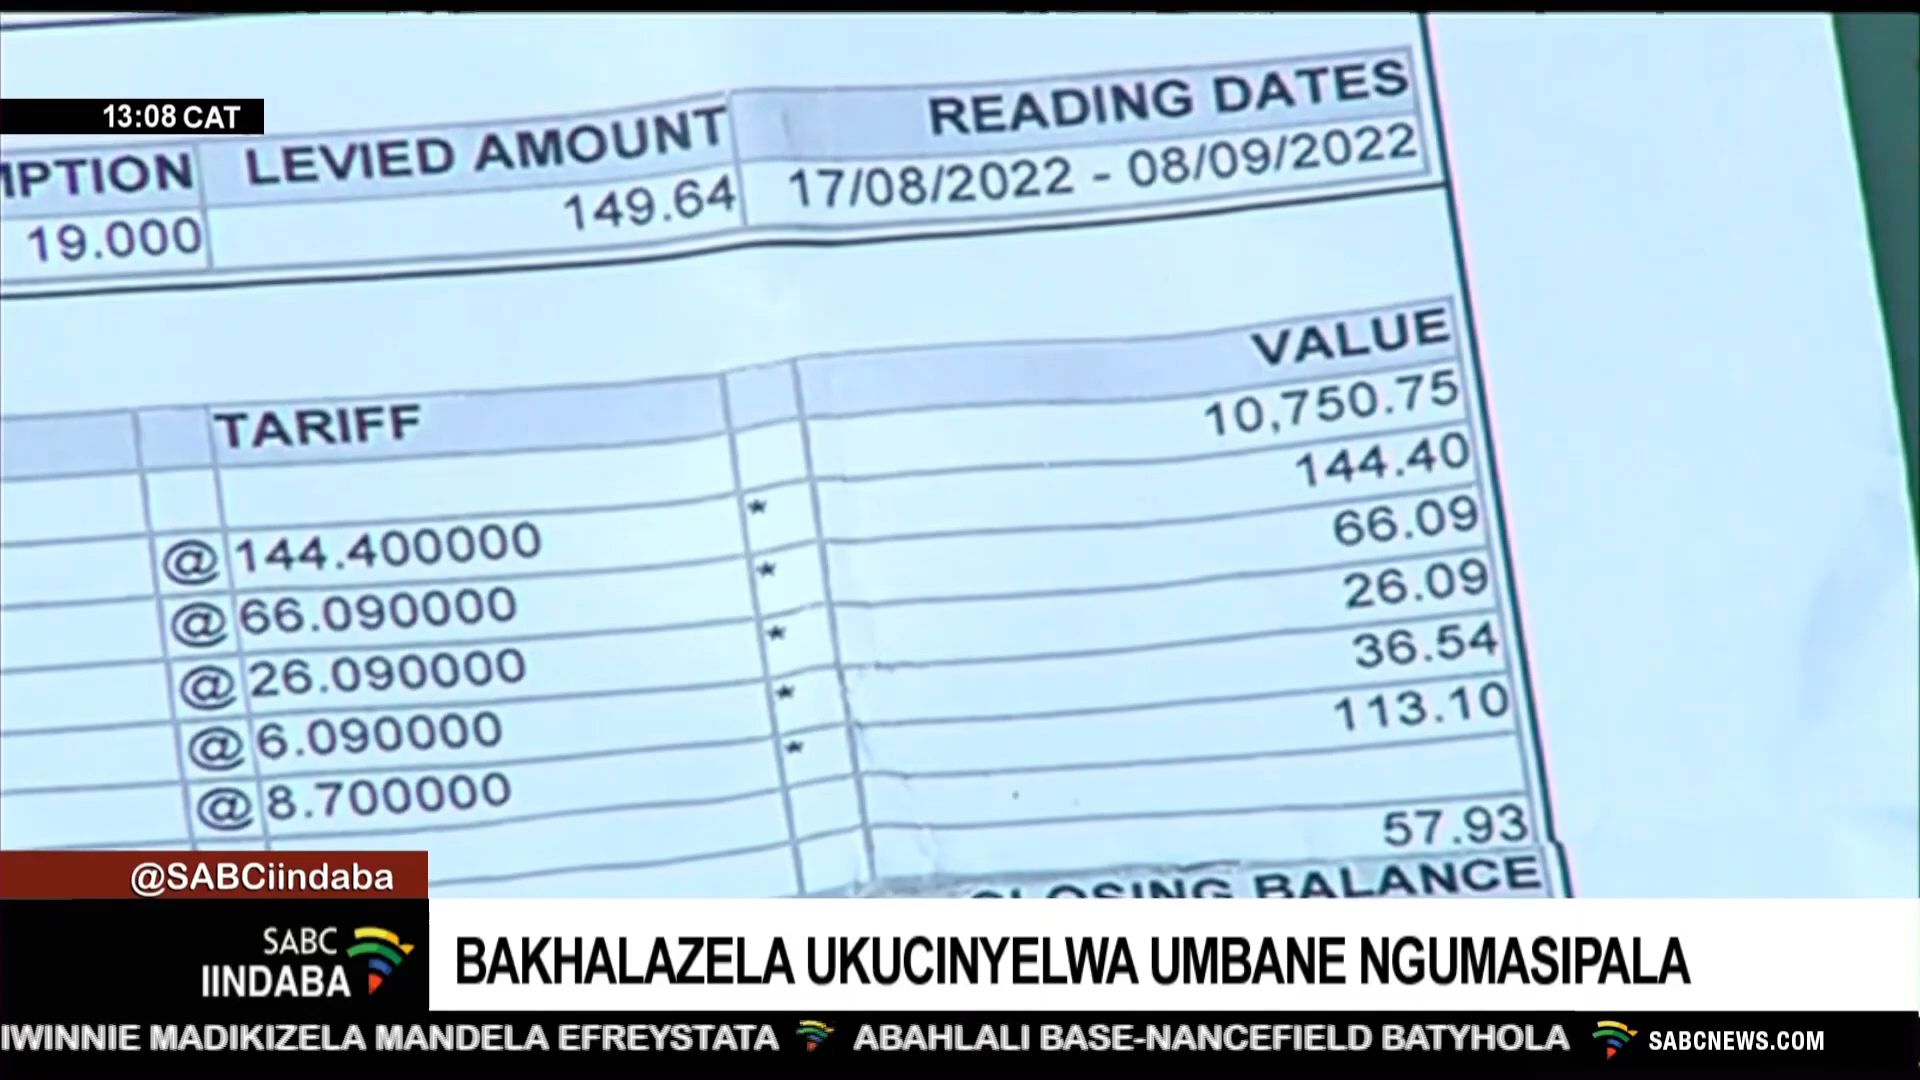 13:08 CAT
LEVIED AMOUNT READING DATES
19.000 149.64 17/08/2022 - 08/09/2022
TARIFF VALUE
10,750.75
@ 144.400000 * 144.40
@ 66.090000 * 66.09
@ 26.090000 * 26.09
@ 6.090000 * 36.54
@ 8.700000 * 113.10
57.93
CLOSING BALANCE
@SABCiindaba
SABC
IINDABA
BAKHALAZELA UKUCINYELWA UMBANE NGUMASIPALA
IWINNIE MADIKIZELA MANDELA EFREYSTATA ABAHLALI BASE-NANCEFIELD BATYHOLA SABCNEWS.COM